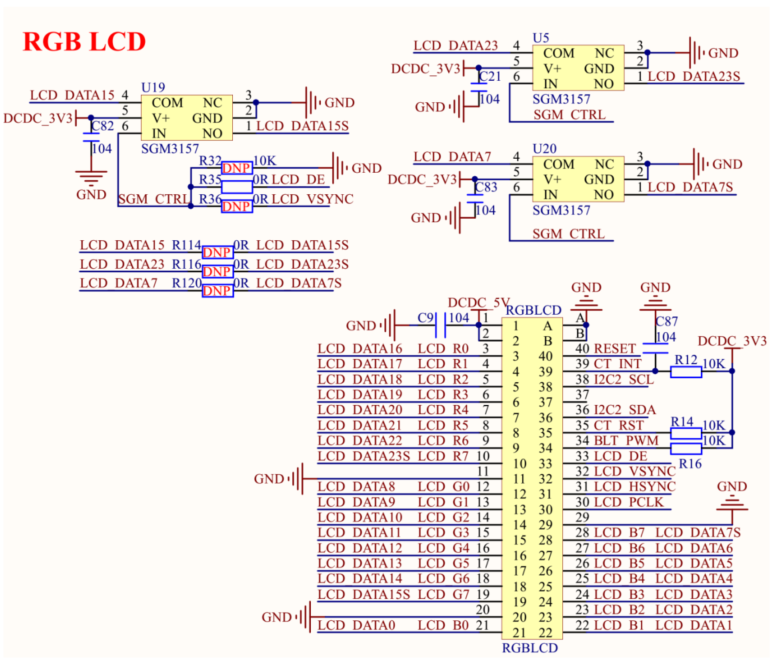 RGB LCD
U5
LCD_DATA23 4 COM NC 3 GND
DCDC_3V3 5 V+ GND 2
C21 6 IN NO 1 LCD_DATA23S
GND 104
SGM3157
SGM_CTRL
U19
LCD_DATA15 4 COM NC 3 GND
DCDC_3V3 5 V+ GND 2
C82 6 IN NO 1 LCD_DATA15S
104
SGM3157
GND
R32 DNP 10K GND
R35 0R LCD_DE
SGM_CTRL R36 DNP 0R LCD_VSYNC
U20
LCD_DATA7 4 COM NC 3 GND
DCDC_3V3 5 V+ GND 2
C83 6 IN NO 1 LCD_DATA7S
GND 104
SGM3157
SGM_CTRL
LCD_DATA15 R114 DNP 0R LCD_DATA15S
LCD_DATA23 R116 DNP 0R LCD_DATA23S
LCD_DATA7 R120 DNP 0R LCD_DATA7S
DCDC_5V
RGBLCD
GND
GND
GND C9 104 1 1 A A
C87
104
2 2 B B
DCDC_3V3
LCD_DATA16 LCD_R0 3 3 40 40 RESET
LCD_DATA17 LCD_R1 4 4 39 39 CT_INT R12 10K
LCD_DATA18 LCD_R2 5 5 38 38 I2C2_SCL
LCD_DATA19 LCD_R3 6 6 37 37
LCD_DATA20 LCD_R4 7 7 36 36 I2C2_SDA
LCD_DATA21 LCD_R5 8 8 35 35 CT_RST R14 10K
LCD_DATA22 LCD_R6 9 9 34 34 BLT_PWM R16 10K
LCD_DATA23S LCD_R7 10 10 33 33 LCD_DE
GND 11 11 32 32 LCD_VSYNC
LCD_DATA8 LCD_G0 12 12 31 31 LCD_HSYNC
LCD_DATA9 LCD_G1 13 13 30 30 LCD_PCLK
GND
LCD_DATA10 LCD_G2 14 14 29 29
LCD_DATA11 LCD_G3 15 15 28 28 LCD_B7 LCD_DATA7S
LCD_DATA12 LCD_G4 16 16 27 27 LCD_B6 LCD_DATA6
LCD_DATA13 LCD_G5 17 17 26 26 LCD_B5 LCD_DATA5
LCD_DATA14 LCD_G6 18 18 25 25 LCD_B4 LCD_DATA4
LCD_DATA15S LCD_G7 19 19 24 24 LCD_B3 LCD_DATA3
GND 20 20 23 23 LCD_B2 LCD_DATA2
LCD_DATA0 LCD_B0 21 21 22 22 LCD_B1 LCD_DATA1
RGBLCD